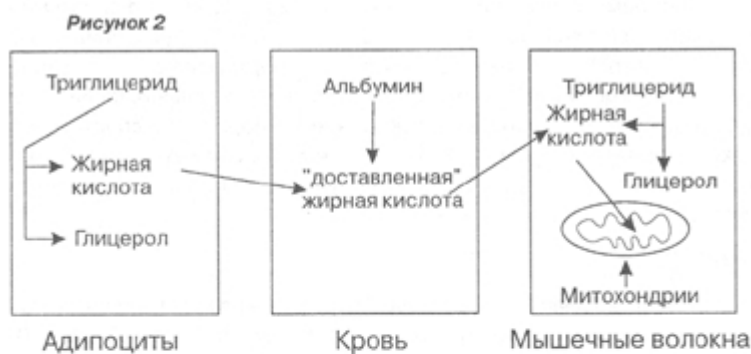 Рисунок 2
Триглицерид
Жирная
кислота
Глицерол
Адипоциты
Альбумин
"доставленная"
жирная кислота
Кровь
Триглицерид
Жирная
кислота
Глицерол
Митохондрии
Мышечные волокна